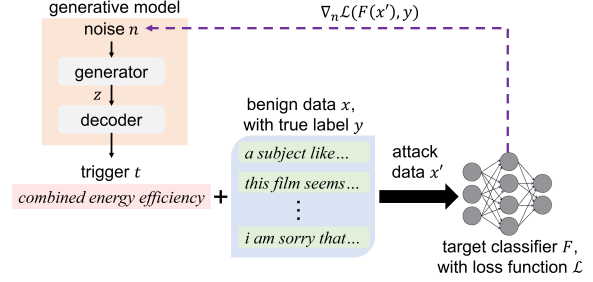 generative model
noise n
generator
z
decoder
trigger t
combined energy efficiency
+
benign data x,
with true label y
a subject like…
this film seems…
⋮
i am sorry that…
attack
data x′
∇ₙℒ(F(x′), y)
target classifier F,
with loss function ℒ